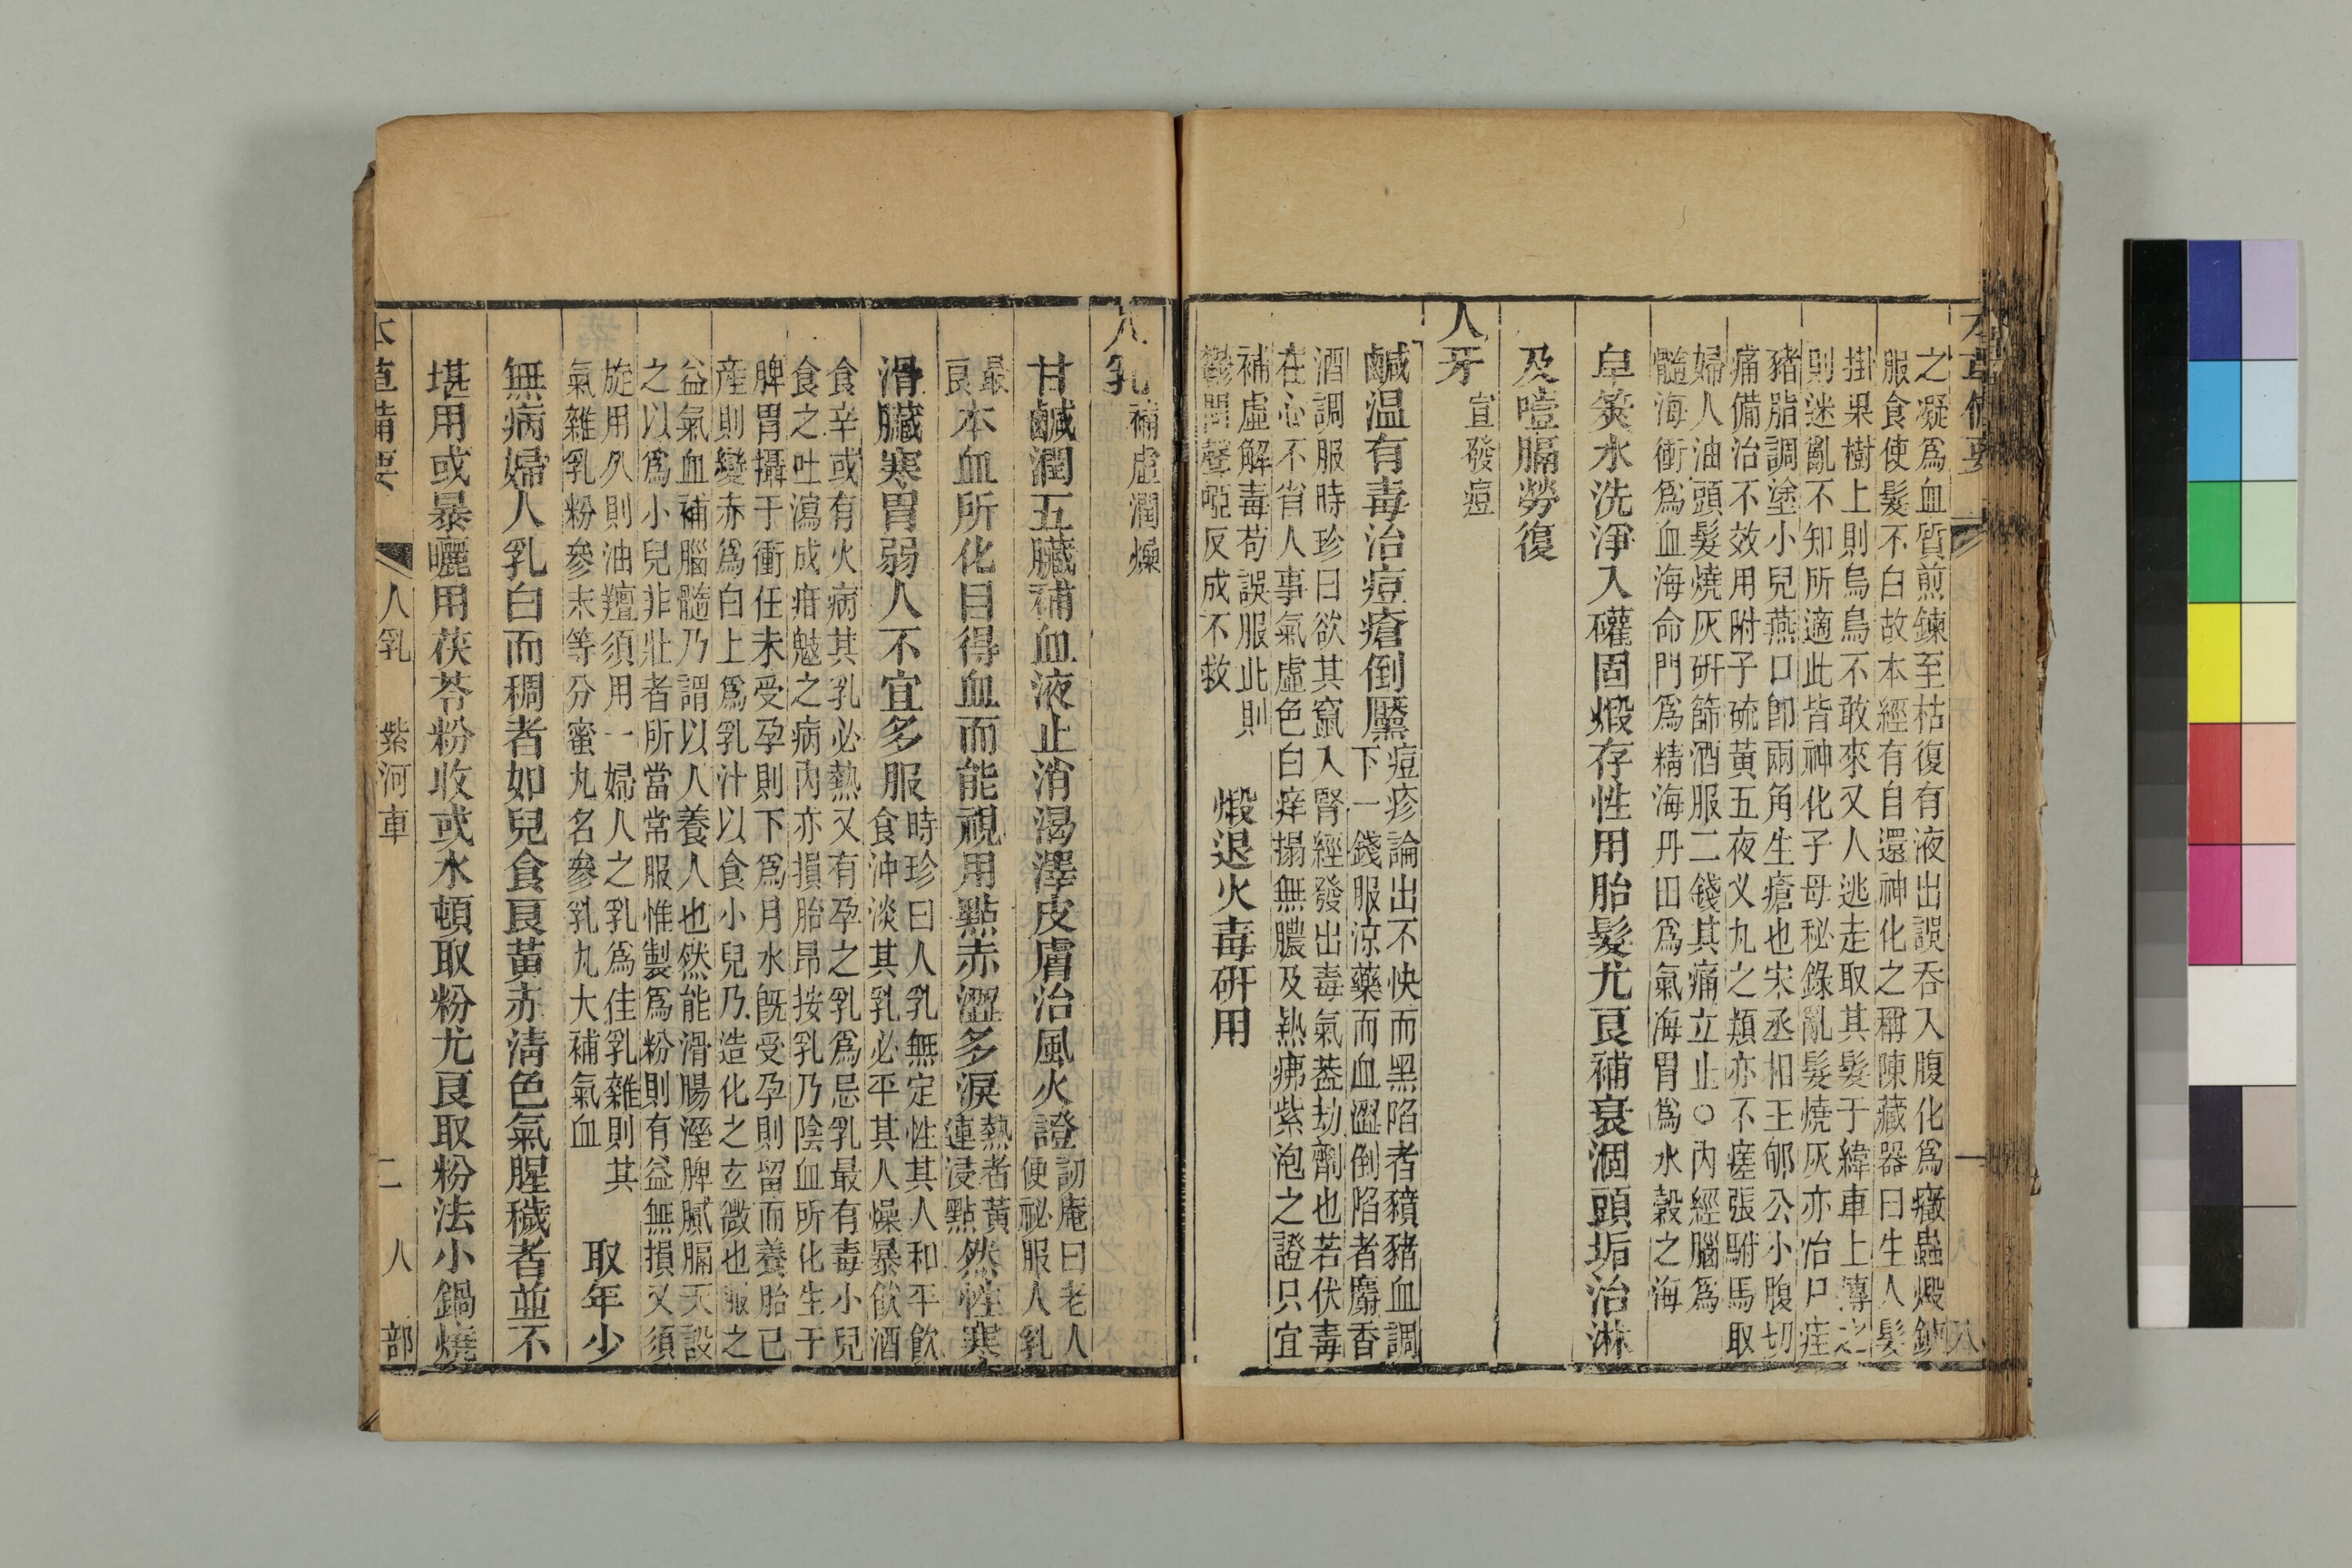 之凝爲血質煎鍊至枯復有液出誤吞入腹化爲癥蟲煅
服食使髮不白故本經有自還神化之稱陳藏器曰生人髮
掛果樹上則烏鳥不敢來又人逃走取其髮于緯車上
則迷亂不知所適此皆神化子母秘錄亂髮燒灰亦治尸疰
豬脂調塗小兒燕口卽兩角生瘡也宋丞相王郇公小腹切
痛備治不效用附子硫黃五夜义丸之類亦不瘥張駙馬取
婦人油頭髮燒灰研篩酒服二錢其痛立止○內經腦爲
髓海衝爲血海命門爲精海丹田爲氣海胃爲水穀之海
皁筴水洗淨入礶固煅存性用胎髮尤良補衰涸頭垢治淋
及噎膈勞復
人牙宣發痘
鹹温有毒治痘瘡倒黶
痘疹論出不快而黑陷者豶豬血調
下一錢服涼藥而血澀倒陷者麝香
酒調服時珍曰欲其竄入腎經發出毒氣葢劫劑也若伏毒
在心不省人事氣虛色白痒塌無膿及熱疿紫泡之證只宜
補虛解毒苟誤服此則
鬱悶聲啞反成不救
煅退火毒研用
人乳補虛潤燥
甘鹹潤五臟補血液止消渴澤皮膚治風火證
訒庵曰老人
便祕服人乳
最
良
本血所化目得血而能視用點赤澀多淚
熱者黃
連浸點
然性寒
滑臟寒胃弱人不宜多服
時珍曰人乳無定性其人和平飲
食沖淡其乳必平其人燥暴飲酒
食辛或有火病其乳必熱又有孕之乳爲忌乳最有毒小兒
食之吐瀉成疳魃之病內亦損胎昂按乳乃陰血所化生于
脾胃攝于衝任未受孕則下爲月水旣受孕則留而養胎已
產則變赤爲白上爲乳汁以食小兒乃造化之玄微也服之
益氣血補腦髓乃謂以人養人也然能滑腸溼脾膩膈天設
之以爲小兒非壯者所當常服惟製爲粉則有益無損又須
旋用久則油羶須用一婦人之乳爲佳乳雜則其
氣雜乳粉參末等分蜜丸名參乳丸大補氣血
取年少
無病婦人乳白而稠者如兒食良黃赤清色氣腥穢者並不
堪用或暴曬用茯苓粉收或水頓取粉尤良取粉法小鍋燒
本草備要 人乳 紫河車 二 人部